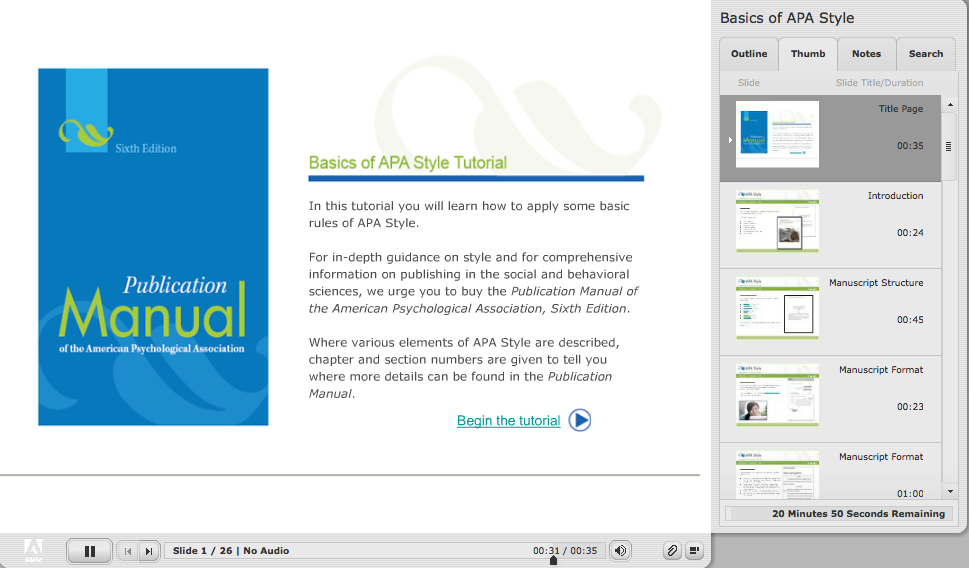 Sixth Edition
Publication
Manual
of the American Psychological Association
Basics of APA Style Tutorial
In this tutorial you will learn how to apply some basic
rules of APA Style.
For in-depth guidance on style and for comprehensive
information on publishing in the social and behavioral
sciences, we urge you to buy the Publication Manual of
the American Psychological Association, Sixth Edition.
Where various elements of APA Style are described,
chapter and section numbers are given to tell you
where more details can be found in the Publication
Manual.
Begin the tutorial
Slide 1 / 26 | No Audio
00:31 / 00:35
Basics of APA Style
Outline
Thumb
Notes
Search
Slide
Slide Title/Duration
Title Page
00:35
Introduction
00:24
Manuscript Structure
00:45
Manuscript Format
00:23
Manuscript Format
01:00
20 Minutes 50 Seconds Remaining